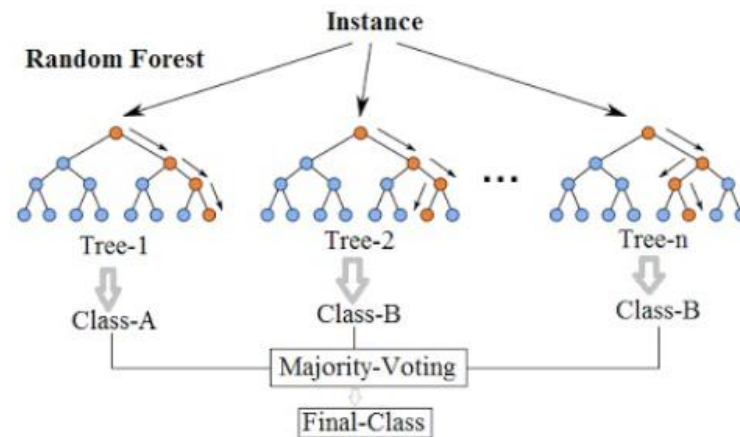 Instance
Random Forest
...
Tree-1 Tree-2 Tree-n
Class-A Class-B Class-B
Majority-Voting
Final-Class